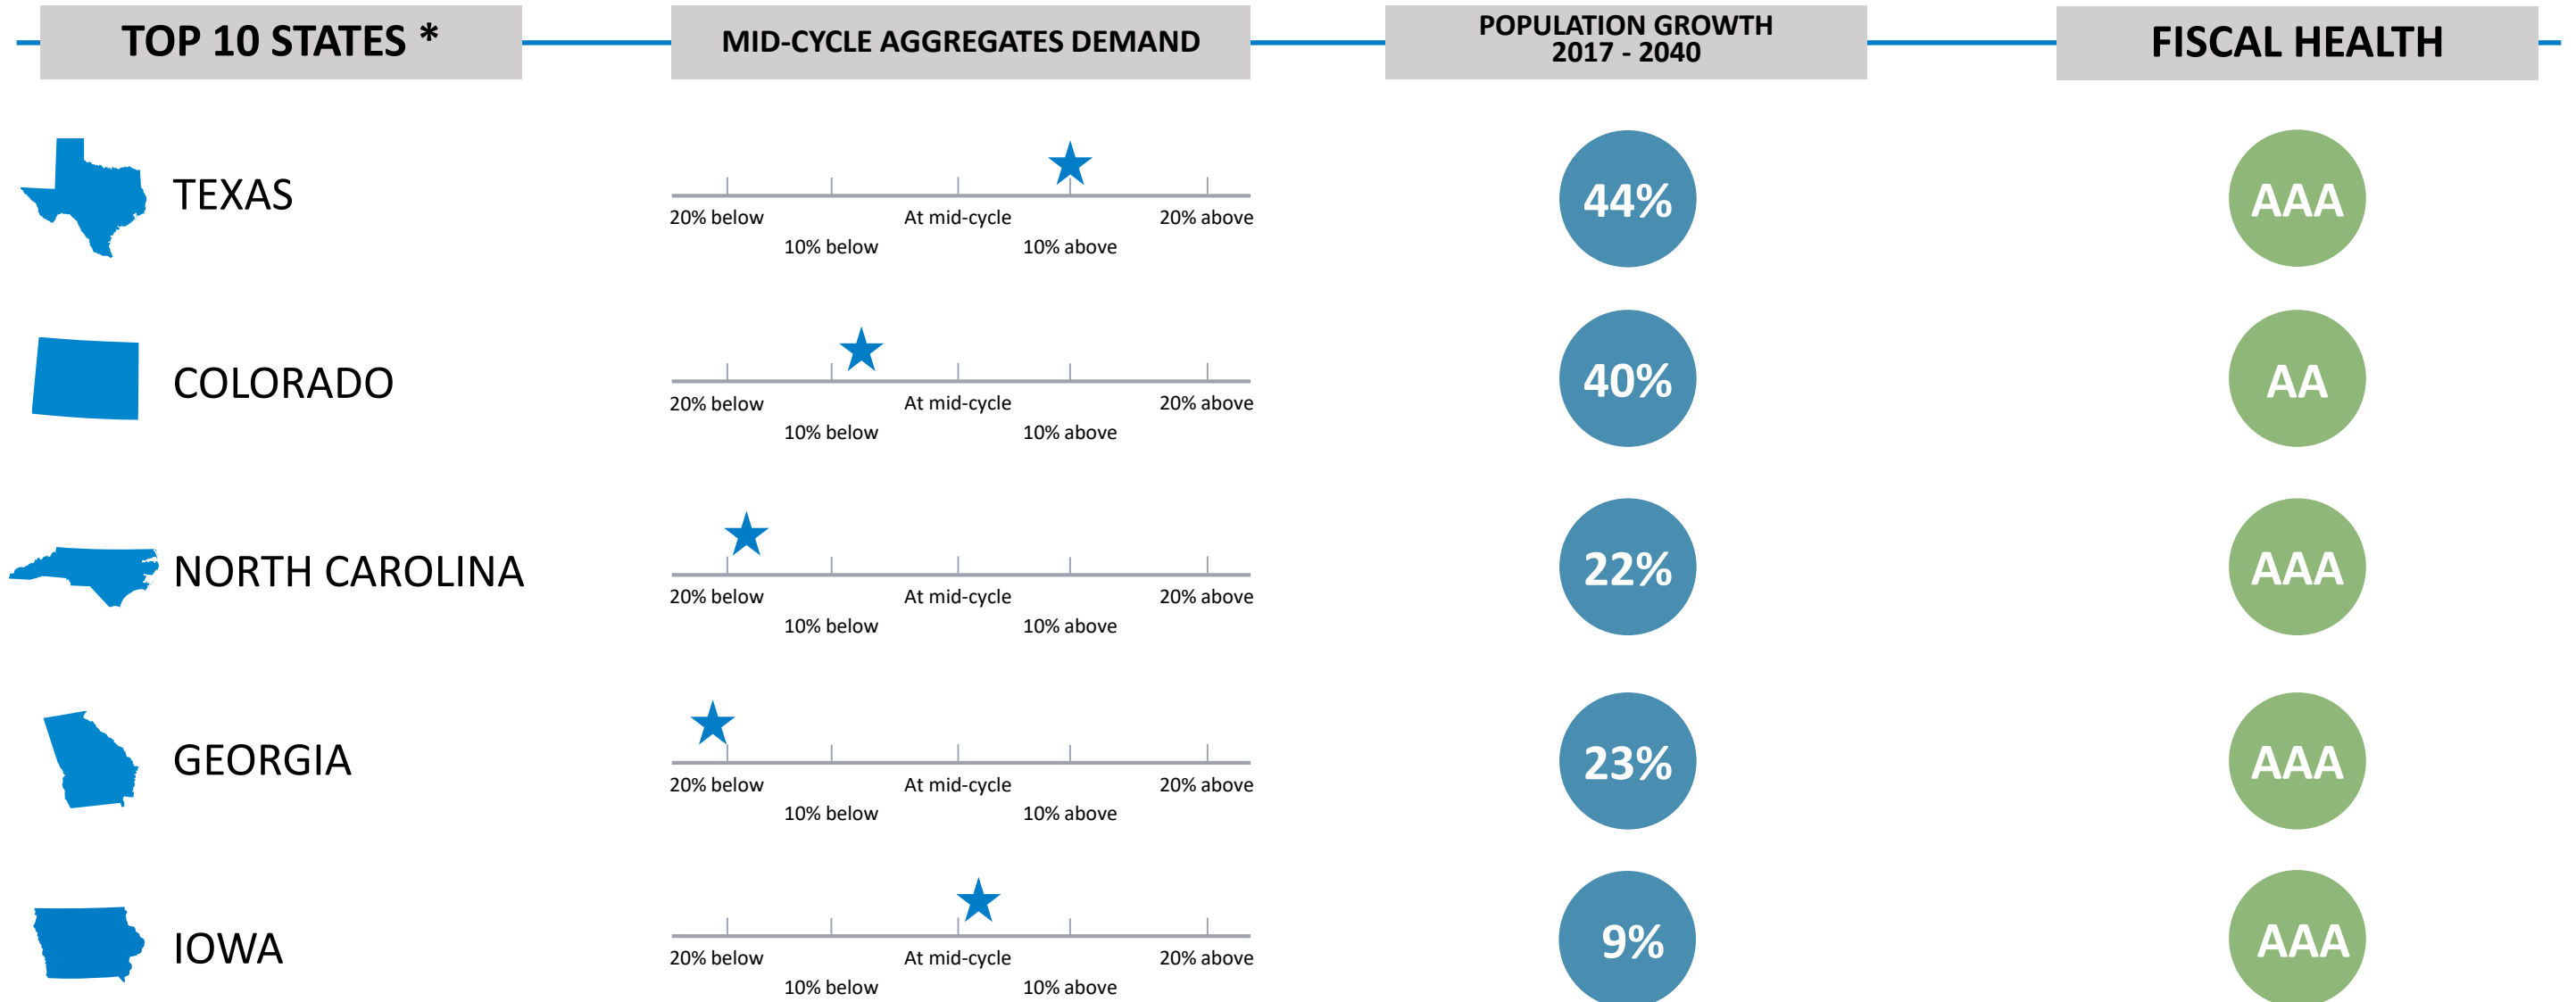 TOP 10 STATES *
MID-CYCLE AGGREGATES DEMAND
POPULATION GROWTH
2017 - 2040
FISCAL HEALTH
TEXAS
20% below
At mid-cycle
20% above
10% below
10% above
44%
AAA
COLORADO
20% below
At mid-cycle
20% above
10% below
10% above
40%
AA
NORTH CAROLINA
20% below
At mid-cycle
20% above
10% below
10% above
22%
AAA
GEORGIA
20% below
At mid-cycle
20% above
10% below
10% above
23%
AAA
IOWA
20% below
At mid-cycle
20% above
10% below
10% above
9%
AAA